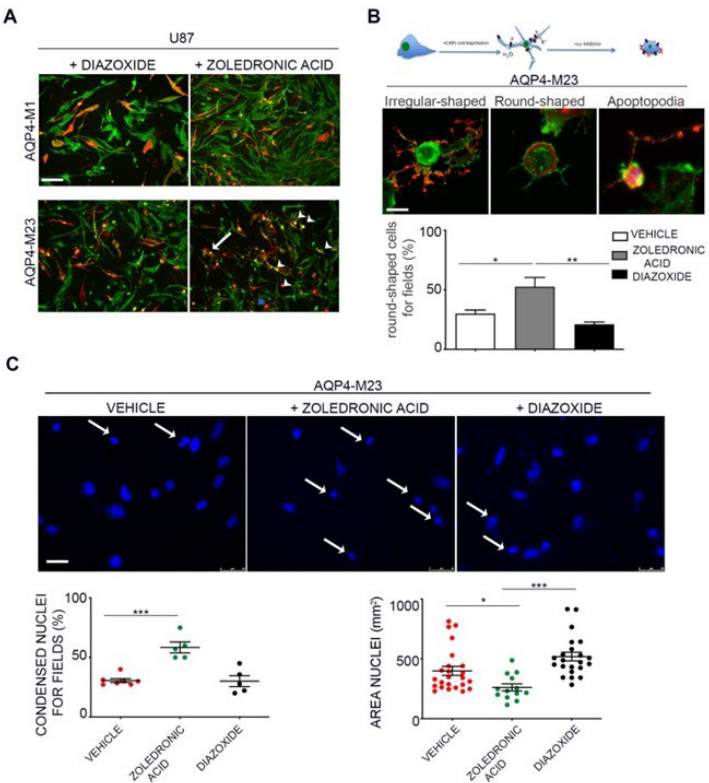 A
U87
+ DIAZOXIDE
+ ZOLEDRONIC ACID
AQP4-M1
AQP4-M23
B
H₂O
AQP4-M23
Irregular-shaped
Round-shaped
Apoptopodia
round-shaped cells
for fields (%)
100
50
0
*
**
VEHICLE
ZOLEDRONIC
ACID
DIAZOXIDE
C
AQP4-M23
VEHICLE
+ ZOLEDRONIC ACID
+ DIAZOXIDE
CONDENSED NUCLEI
FOR FIELDS (%)
100
50
0
***
VEHICLE
ZOLEDRONIC
ACID
DIAZOXIDE
AREA NUCLEI (mm²)
1000
500
0
*
***
VEHICLE
ZOLEDRONIC
ACID
DIAZOXIDE